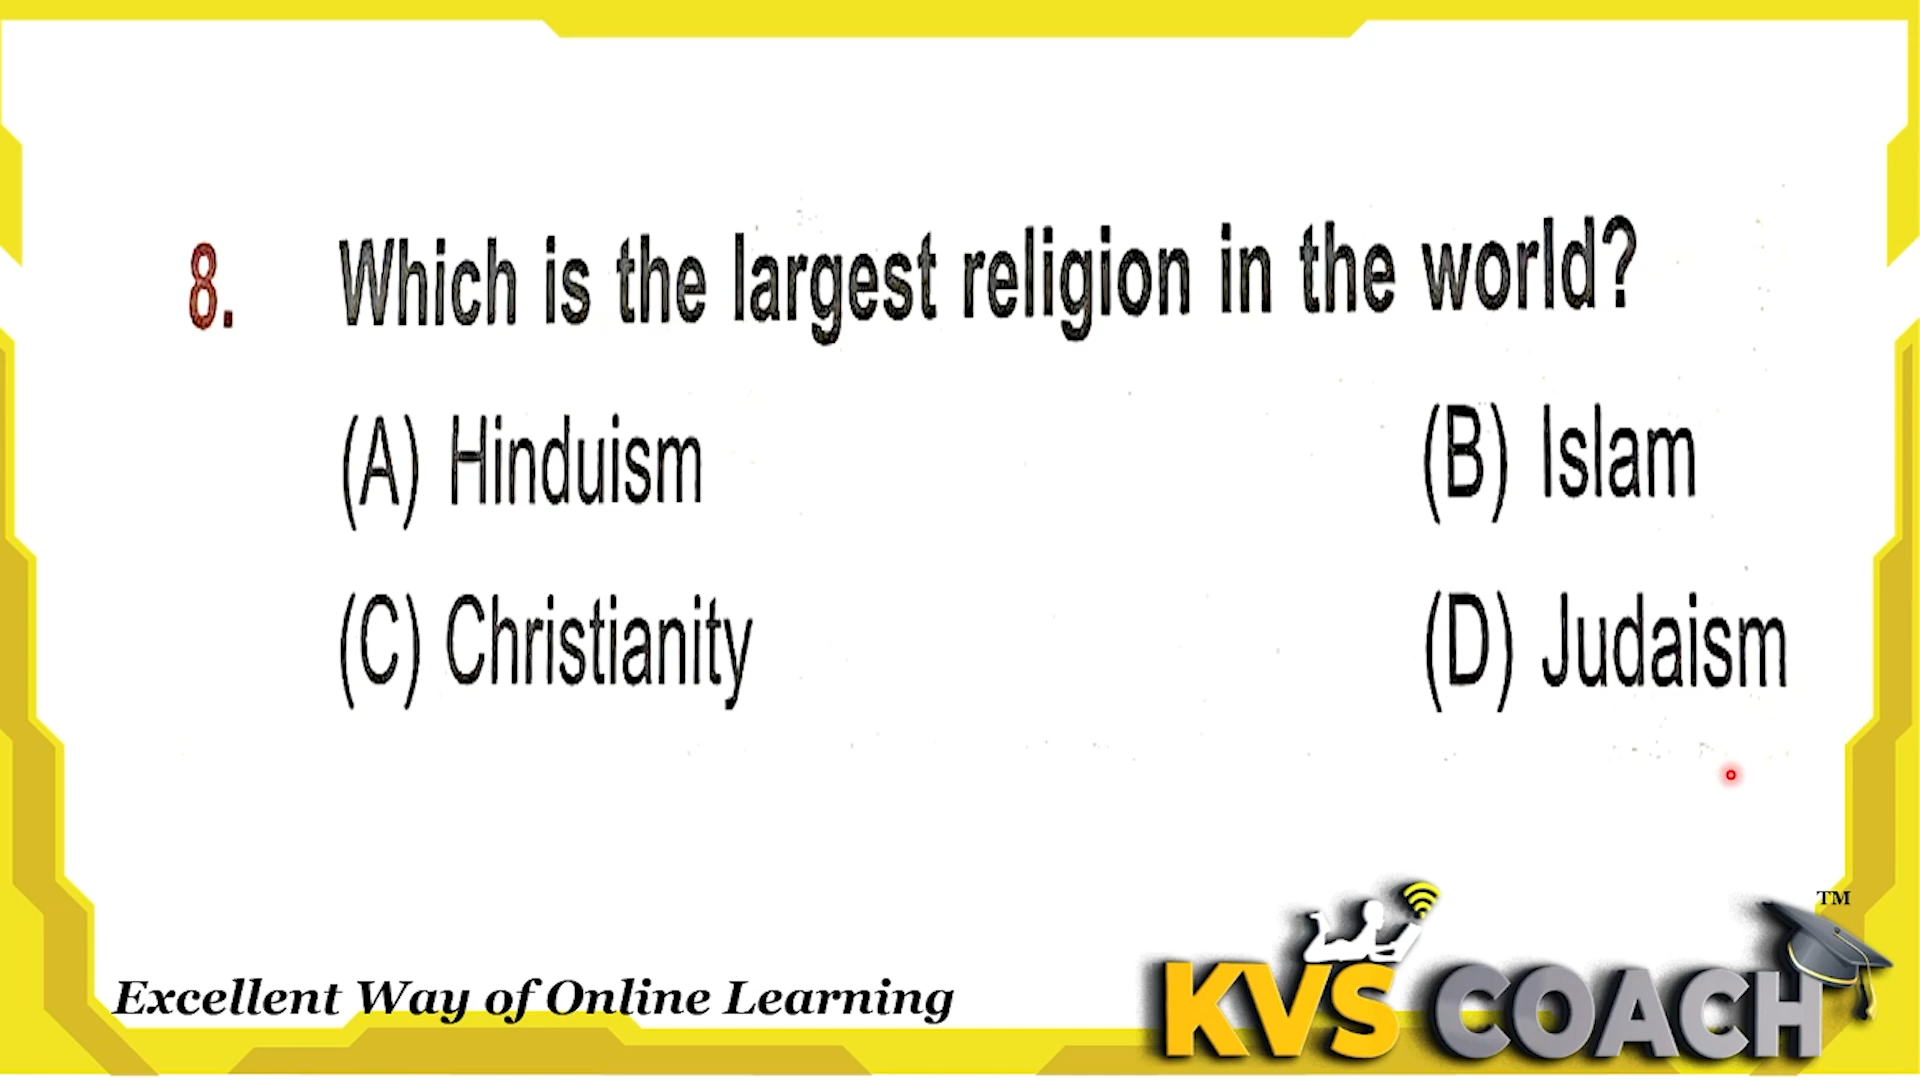 8. Which is the largest religion in the world?
(A) Hinduism (B) Islam
(C) Christianity (D) Judaism
Excellent Way of Online Learning
KVS COACH TM